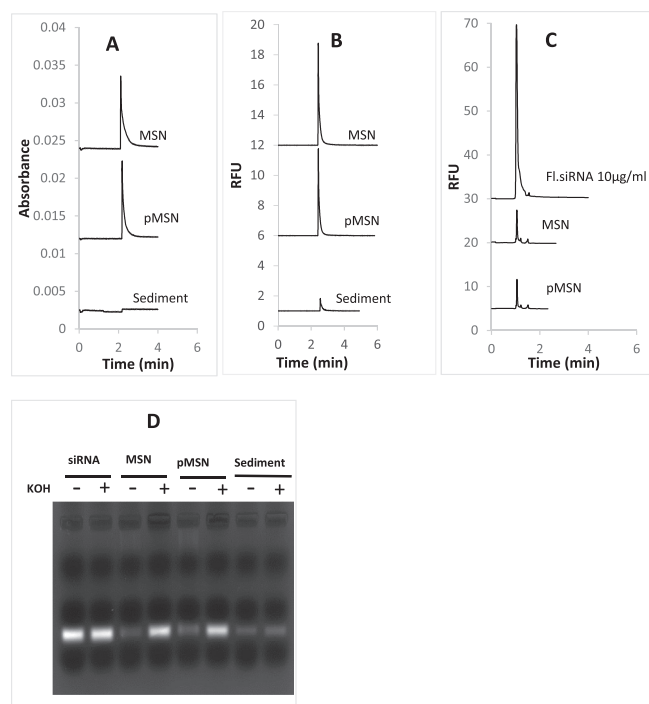 A
0.04
0.035
0.03
0.025
0.02
0.015
0.01
0.005
0
Absorbance
MSN
pMSN
Sediment
0 2 4 6
Time (min)
B
20
18
16
14
12
10
8
6
4
2
0
RFU
MSN
pMSN
Sediment
0 2 4 6
Time (min)
C
70
60
50
40
30
20
10
0
RFU
Fl.siRNA 10µg/ml
MSN
pMSN
0 2 4 6
Time (min)
D
siRNA MSN pMSN Sediment
KOH - + - + - + - +